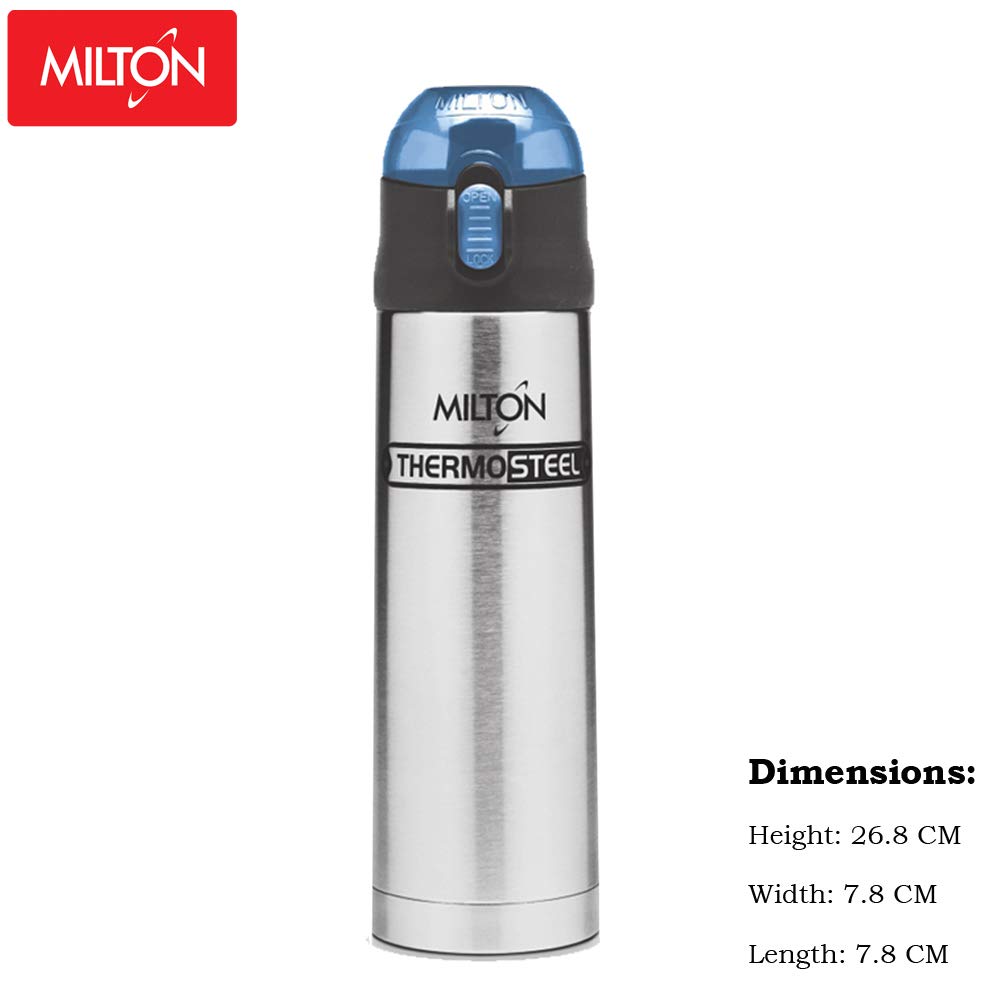 MILTON
MILTON
OPEN
LOCK
MILTON
THERMOSTEEL
Dimensions:
Height: 26.8 CM
Width: 7.8 CM
Length: 7.8 CM